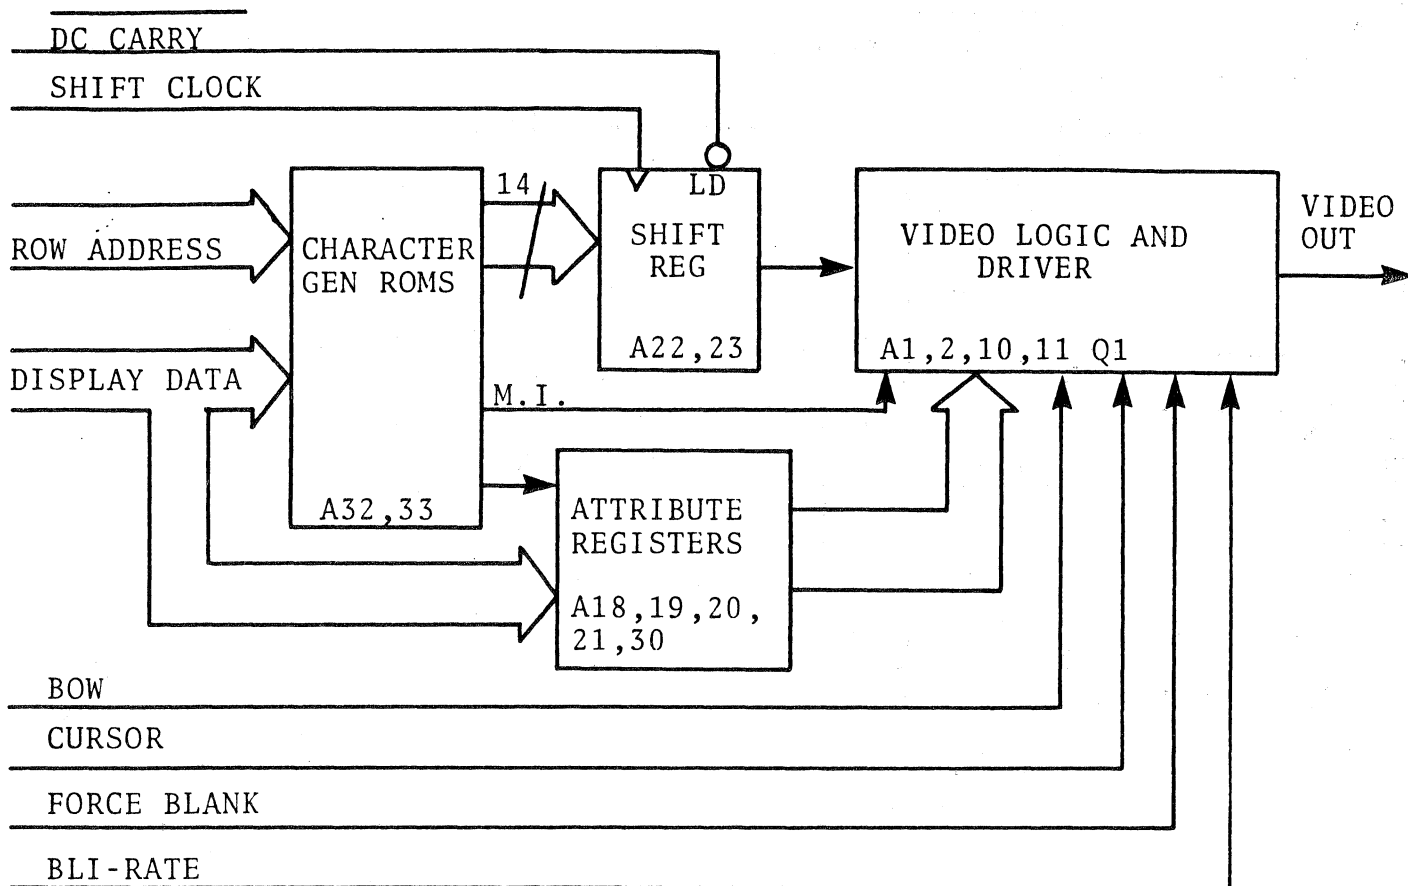 DC CARRY
SHIFT CLOCK
14
LD
ROW ADDRESS
CHARACTER
GEN ROMS
SHIFT
REG
VIDEO LOGIC AND
DRIVER
VIDEO
OUT
A22,23
A1,2,10,11 Q1
DISPLAY DATA
M.I.
A32,33
ATTRIBUTE
REGISTERS
A18,19,20,
21,30
BOW
CURSOR
FORCE BLANK
BLI-RATE